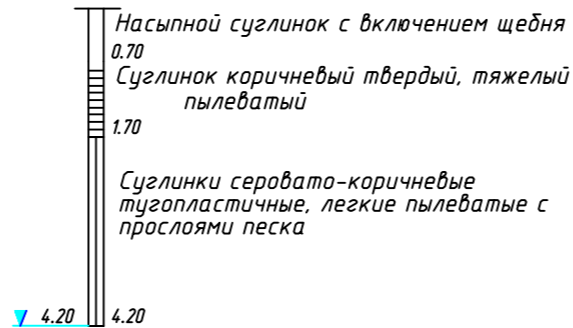 Насыпной суглинок с включением щебня
0.70
Суглинок коричневый твердый, тяжелый
пылеватый
1.70
Суглинки серовато-коричневые
тугопластичные, легкие пылеватые с
прослоями песка
4.20 4.20